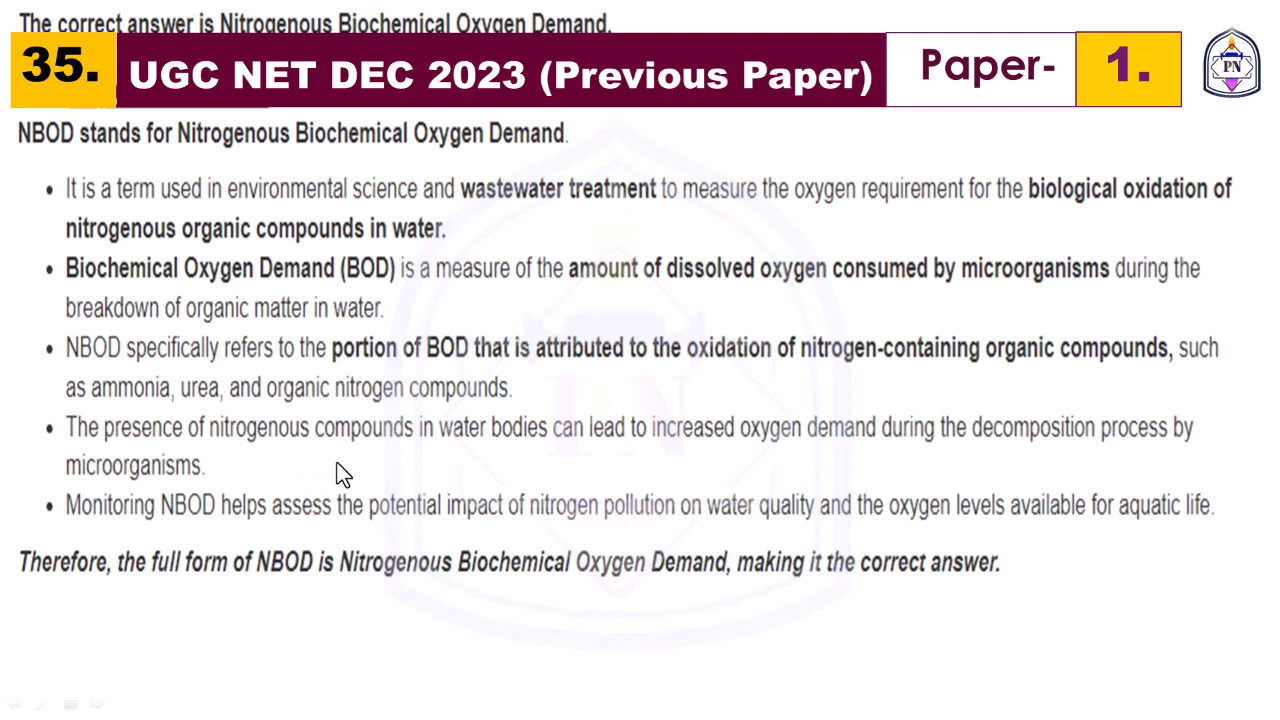 The correct answer is Nitrogenous Biochemical Oxygen Demand.
35. UGC NET DEC 2023 (Previous Paper) Paper- 1. PN
NBOD stands for Nitrogenous Biochemical Oxygen Demand.
• It is a term used in environmental science and wastewater treatment to measure the oxygen requirement for the biological oxidation of
nitrogenous organic compounds in water.
• Biochemical Oxygen Demand (BOD) is a measure of the amount of dissolved oxygen consumed by microorganisms during the
breakdown of organic matter in water.
• NBOD specifically refers to the portion of BOD that is attributed to the oxidation of nitrogen-containing organic compounds, such
as ammonia, urea, and organic nitrogen compounds.
• The presence of nitrogenous compounds in water bodies can lead to increased oxygen demand during the decomposition process by
microorganisms.
• Monitoring NBOD helps assess the potential impact of nitrogen pollution on water quality and the oxygen levels available for aquatic life.
Therefore, the full form of NBOD is Nitrogenous Biochemical Oxygen Demand, making it the correct answer.
PN